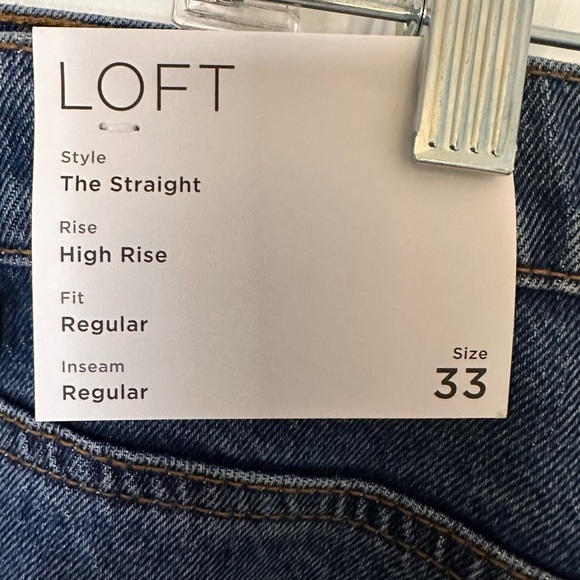 LOFT
Style
The Straight
Rise
High Rise
Fit
Regular
Inseam
Regular
Size
33